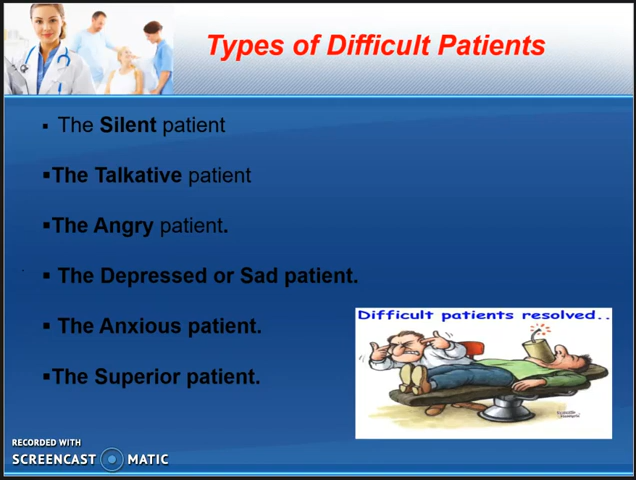 Types of Difficult Patients
▪ The Silent patient
▪The Talkative patient
▪The Angry patient.
▪ The Depressed or Sad patient.
▪ The Anxious patient.
▪The Superior patient.
Difficult patients resolved..
RECORDED WITH
SCREENCAST MATIC